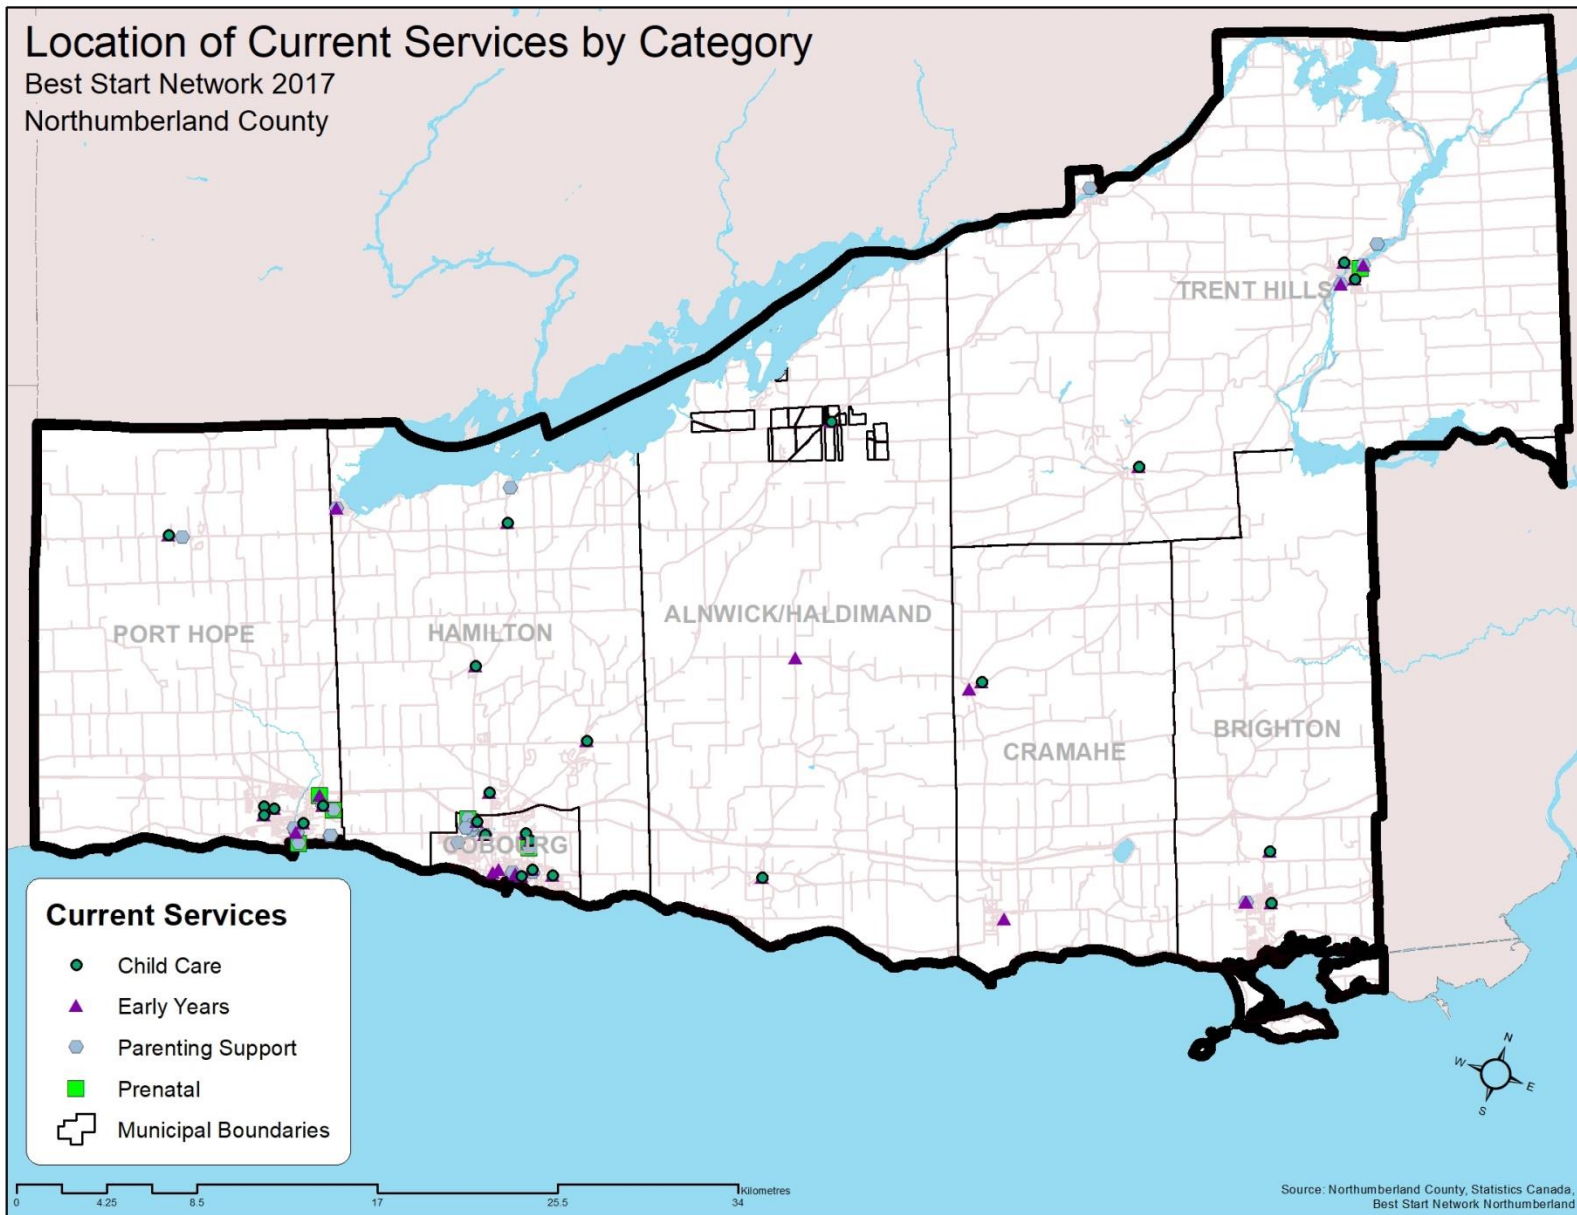 Location of Current Services by Category
Best Start Network 2017
Northumberland County
TRENT HILLS
ALNWICK/HALDIMAND
PORT HOPE
HAMILTON
BRIGHTON
CRAMAHE
COBOURG
Current Services
Child Care
Early Years
Parenting Support
Prenatal
Municipal Boundaries
N
W
E
S
0 4.25 8.5 17 25.5 34 Kilometres
Source: Northumberland County, Statistics Canada,
Best Start Network Northumberland